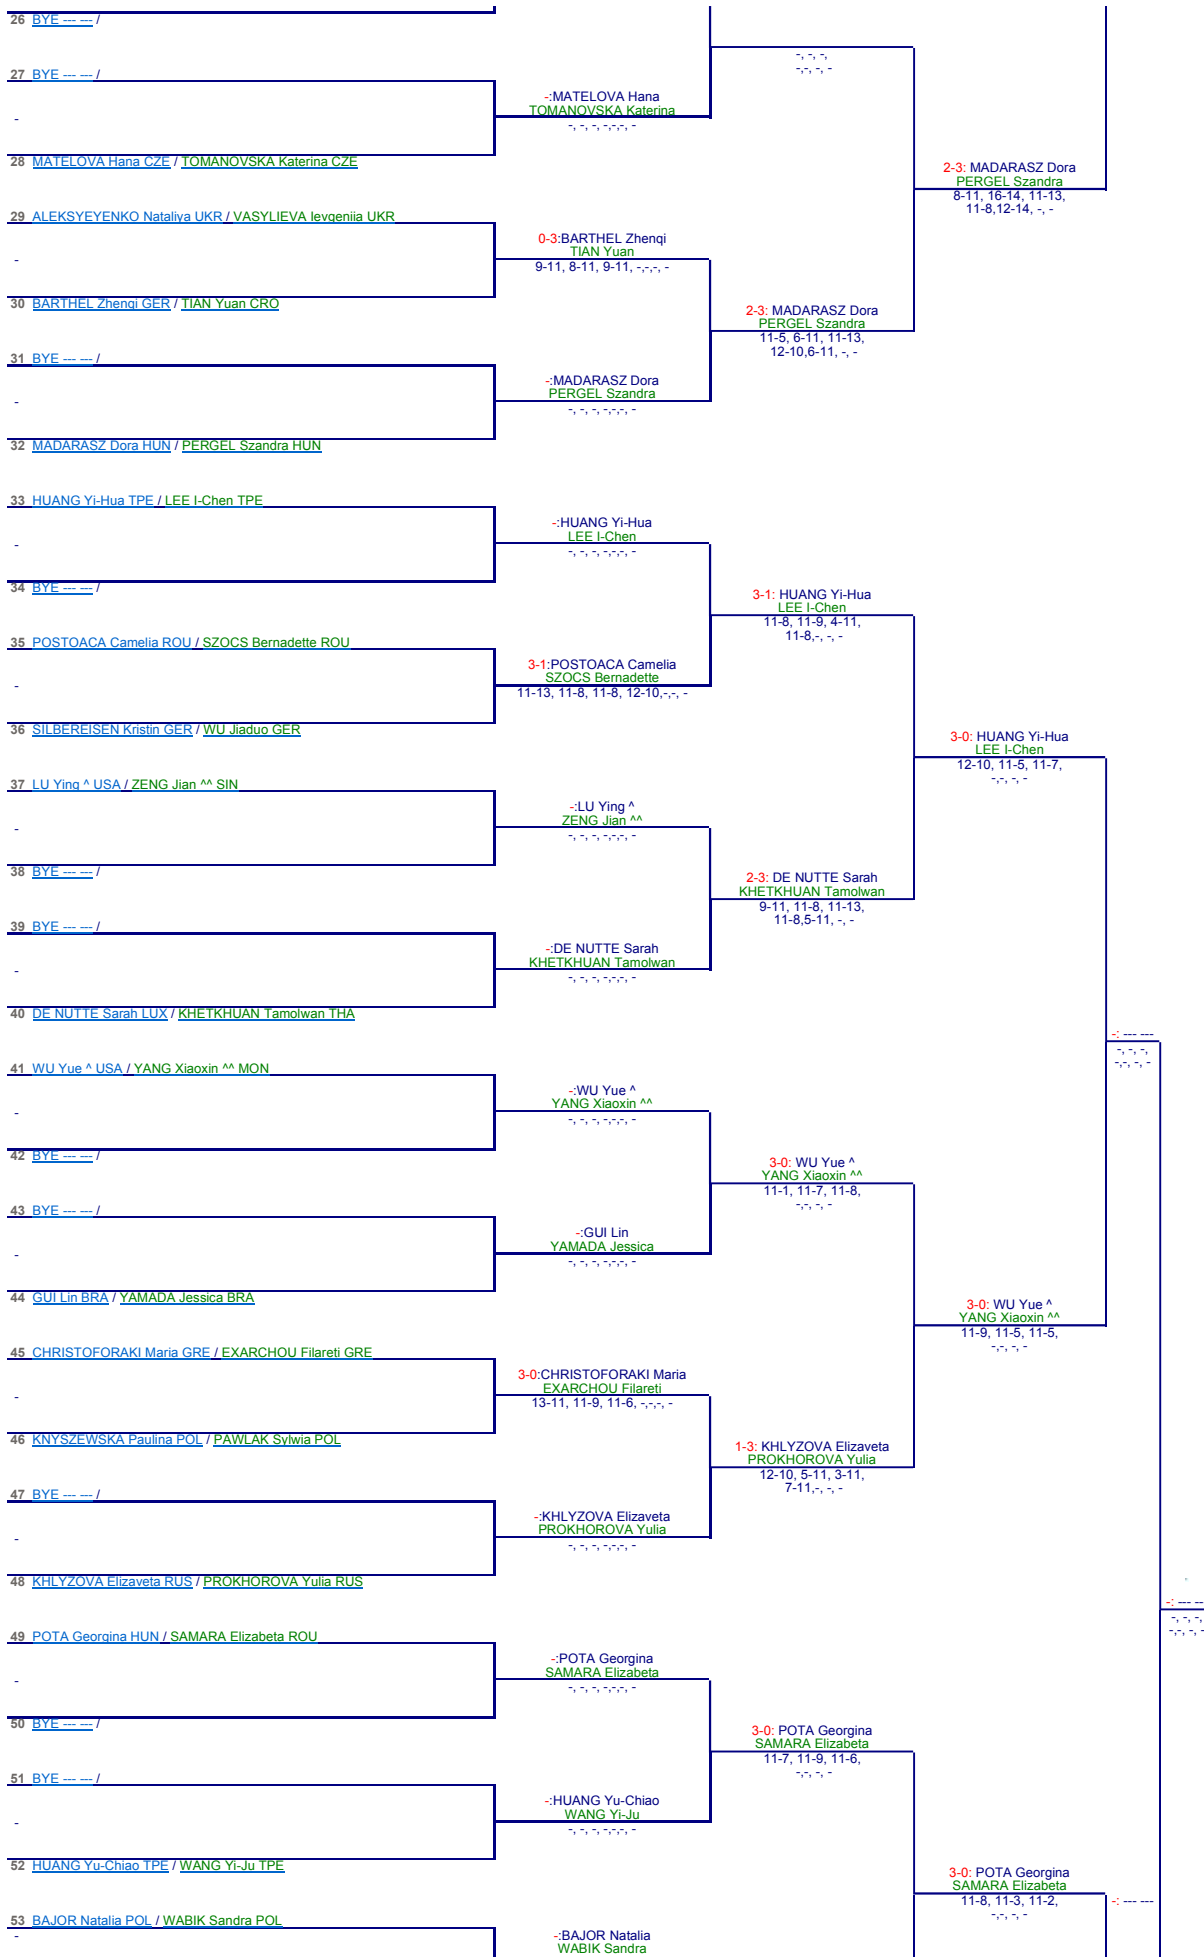 26 BYE --- --- /
-, -, -,
-,-, -, -
27 BYE --- --- /
-:MATELOVA Hana
TOMANOVSKA Katerina
-
-, -, -, -,-,-, -
28 MATELOVA Hana CZE / TOMANOVSKA Katerina CZE
2-3: MADARASZ Dora
PERGEL Szandra
8-11, 16-14, 11-13,
11-8,12-14, -, -
29 ALEKSYEYENKO Nataliya UKR / VASYLIEVA Ievgeniia UKR
0-3:BARTHEL Zhenqi
TIAN Yuan
-
9-11, 8-11, 9-11, -,-,-, -
30 BARTHEL Zhenqi GER / TIAN Yuan CRO
2-3: MADARASZ Dora
PERGEL Szandra
11-5, 6-11, 11-13,
12-10,6-11, -, -
31 BYE --- --- /
-:MADARASZ Dora
PERGEL Szandra
-
-, -, -, -,-,-, -
32 MADARASZ Dora HUN / PERGEL Szandra HUN
33 HUANG Yi-Hua TPE / LEE I-Chen TPE
-:HUANG Yi-Hua
LEE I-Chen
-
-, -, -, -,-,-, -
34 BYE --- --- /
3-1: HUANG Yi-Hua
LEE I-Chen
11-8, 11-9, 4-11,
11-8,-, -, -
35 POSTOACA Camelia ROU / SZOCS Bernadette ROU
3-1:POSTOACA Camelia
SZOCS Bernadette
-
11-13, 11-8, 11-8, 12-10,-,-, -
36 SILBEREISEN Kristin GER / WU Jiaduo GER
3-0: HUANG Yi-Hua
LEE I-Chen
12-10, 11-5, 11-7,
-,-, -, -
37 LU Ying ^ USA / ZENG Jian ^^ SIN
-:LU Ying ^
ZENG Jian ^^
-
-, -, -, -,-,-, -
38 BYE --- --- /
2-3: DE NUTTE Sarah
KHETKHUAN Tamolwan
9-11, 11-8, 11-13,
11-8,5-11, -, -
39 BYE --- --- /
-:DE NUTTE Sarah
KHETKHUAN Tamolwan
-
-, -, -, -,-,-, -
40 DE NUTTE Sarah LUX / KHETKHUAN Tamolwan THA
-: --- ---
-, -, -,
-,-, -, -
41 WU Yue ^ USA / YANG Xiaoxin ^^ MON
-:WU Yue ^
YANG Xiaoxin ^^
-
-, -, -, -,-,-, -
42 BYE --- --- /
3-0: WU Yue ^
YANG Xiaoxin ^^
11-1, 11-7, 11-8,
-,-, -, -
43 BYE --- --- /
-:GUI Lin
YAMADA Jessica
-
-, -, -, -,-,-, -
44 GUI Lin BRA / YAMADA Jessica BRA
3-0: WU Yue ^
YANG Xiaoxin ^^
11-9, 11-5, 11-5,
-,-, -, -
45 CHRISTOFORAKI Maria GRE / EXARCHOU Filareti GRE
3-0:CHRISTOFORAKI Maria
EXARCHOU Filareti
-
13-11, 11-9, 11-6, -,-,-, -
46 KNYSZEWSKA Paulina POL / PAWLAK Sylwia POL
1-3: KHLYZOVA Elizaveta
PROKHOROVA Yulia
12-10, 5-11, 3-11,
7-11,-, -, -
47 BYE --- --- /
-:KHLYZOVA Elizaveta
PROKHOROVA Yulia
-
-, -, -, -,-,-, -
48 KHLYZOVA Elizaveta RUS / PROKHOROVA Yulia RUS
-: --- ---
-, -, -,
-,-, -, -
49 POTA Georgina HUN / SAMARA Elizabeta ROU
-:POTA Georgina
SAMARA Elizabeta
-
-, -, -, -,-,-, -
50 BYE --- --- /
3-0: POTA Georgina
SAMARA Elizabeta
11-7, 11-9, 11-6,
-,-, -, -
51 BYE --- --- /
-:HUANG Yu-Chiao
WANG Yi-Ju
-
-, -, -, -,-,-, -
52 HUANG Yu-Chiao TPE / WANG Yi-Ju TPE
3-0: POTA Georgina
SAMARA Elizabeta
11-8, 11-3, 11-2,
-,-, -, -
-: --- ---
53 BAJOR Natalia POL / WABIK Sandra POL
-
-:BAJOR Natalia
WABIK Sandra